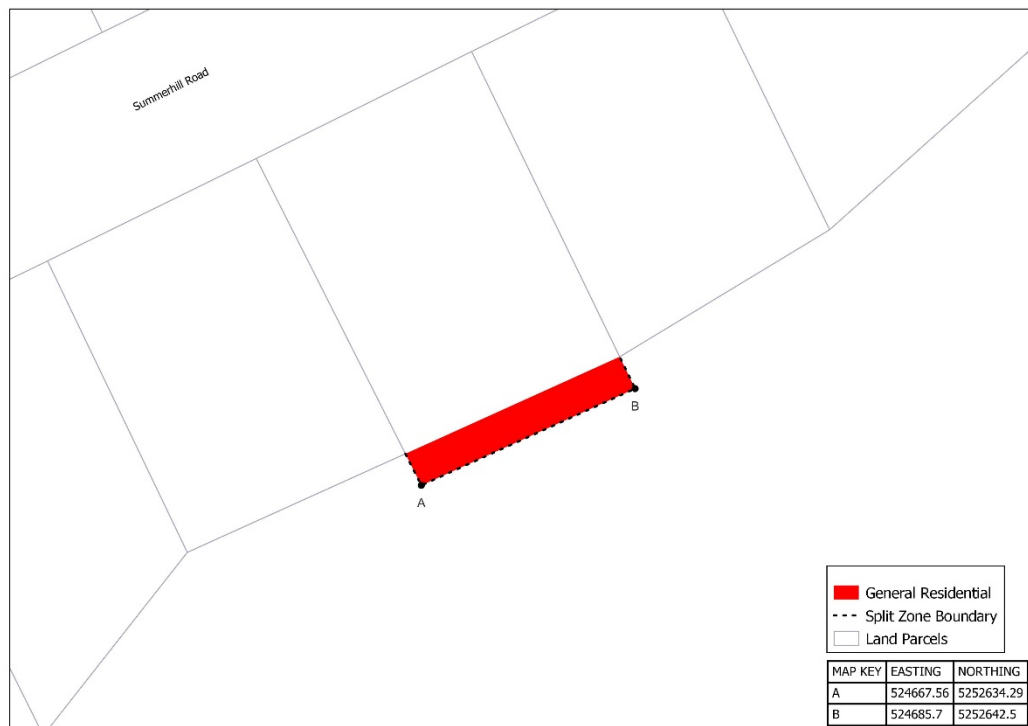 Summerhill Road
B
A
General Residential
Split Zone Boundary
Land Parcels
MAP KEY EASTING NORTHING
A 524667.56 5252634.29
B 524685.7 5252642.5